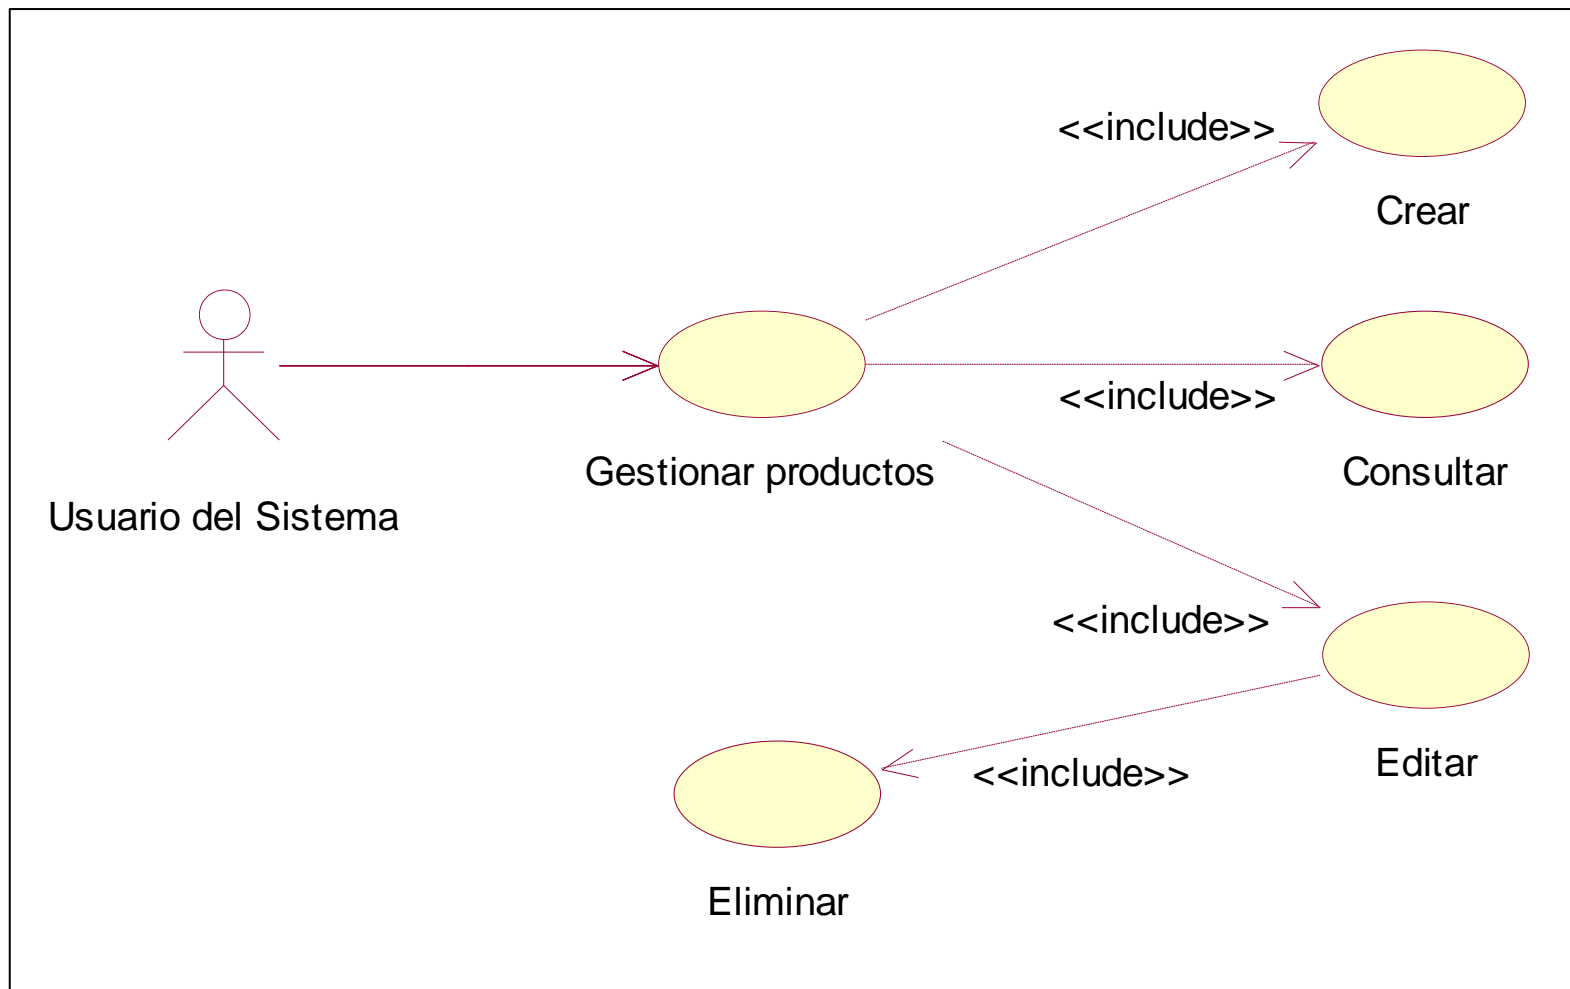 <<include>>
Crear
<<include>>
Gestionar productos
Consultar
Usuario del Sistema
<<include>>
Editar
<<include>>
Eliminar